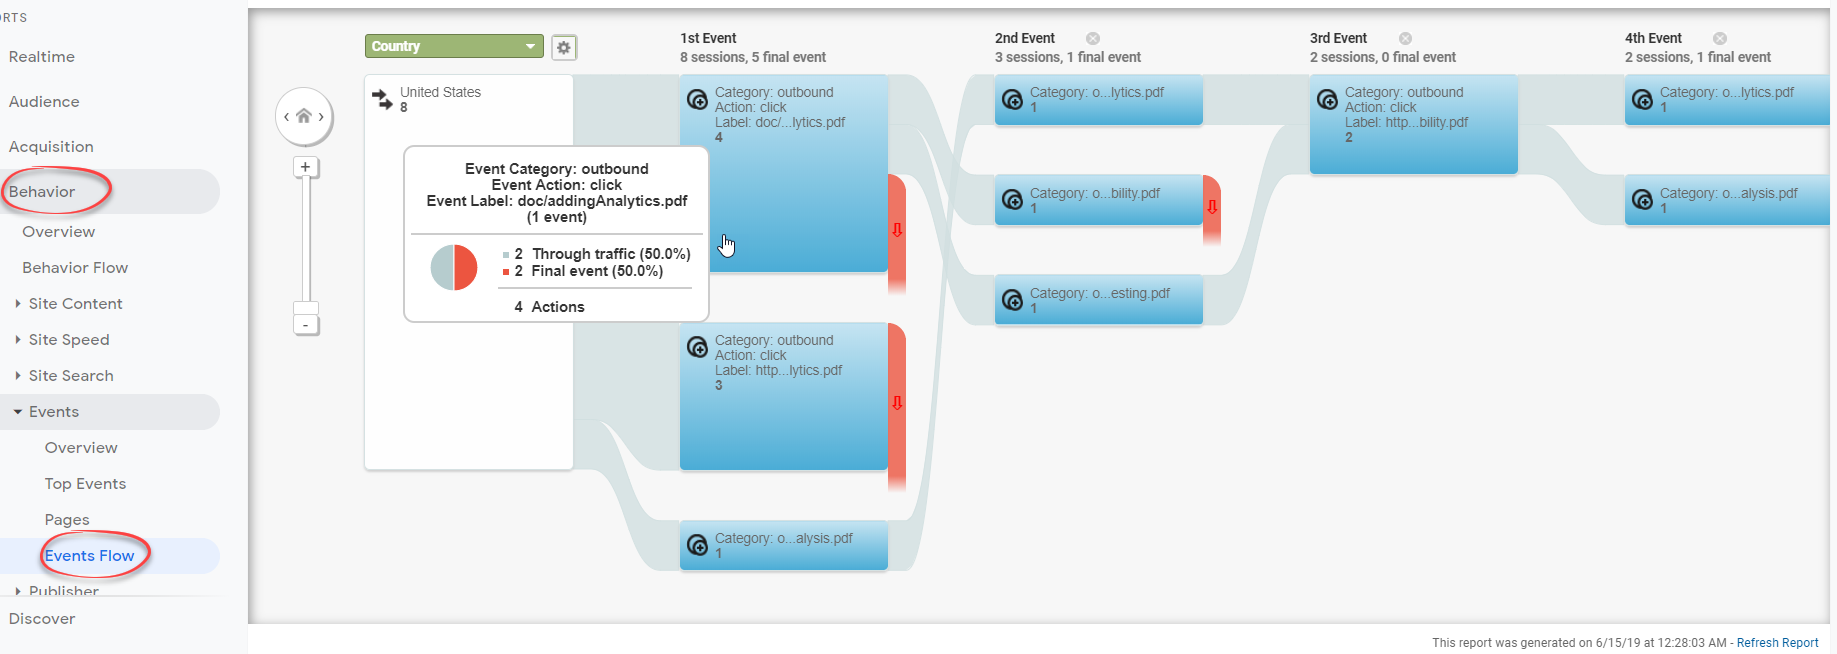 RTS
Realtime
Audience
Acquisition
Behavior
Overview
Behavior Flow
Site Content
Site Speed
Site Search
Events
Overview
Top Events
Pages
Events Flow
Publisher
Discover
Country
1st Event
8 sessions, 5 final event
2nd Event
3 sessions, 1 final event
3rd Event
2 sessions, 0 final event
4th Event
2 sessions, 1 final event
+
-
United States
8
Event Category: outbound
Event Action: click
Event Label: doc/addingAnalytics.pdf
(1 event)
2 Through traffic (50.0%)
2 Final event (50.0%)
4 Actions
Category: outbound
Action: click
Label: doc/...lytics.pdf
4
Category: outbound
Action: click
Label: http...lytics.pdf
3
Category: o...alysis.pdf
1
Category: o...lytics.pdf
1
Category: o...bility.pdf
1
Category: o...esting.pdf
1
Category: outbound
Action: click
Label: http...bility.pdf
2
Category: o...lytics.pdf
1
Category: o...alysis.pdf
1
This report was generated on 6/15/19 at 12:28:03 AM - Refresh Report